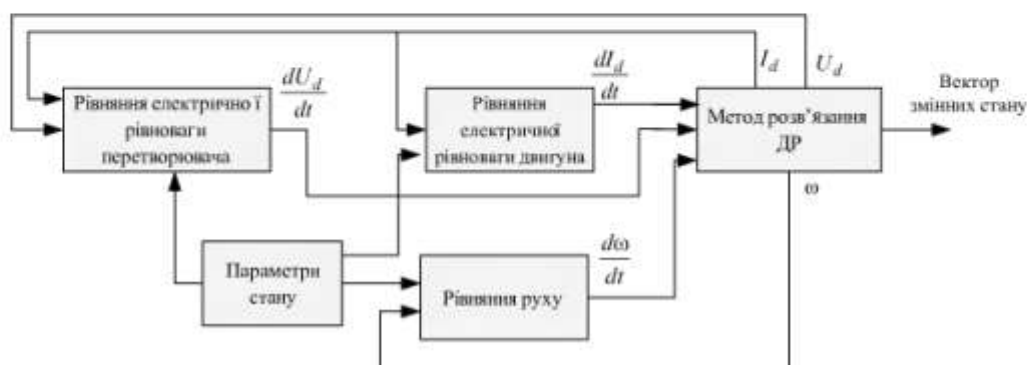 I_d
U_d
dU_d
dt
dI_d
dt
Вектор
змінних стану
Рівняння електрично ї
рівноваги
перетворювача
Рівняння
електричної
рівноваги двигуна
Метод розв’язання
ДР
ω
Параметри
стану
dω
dt
Рівняння руху